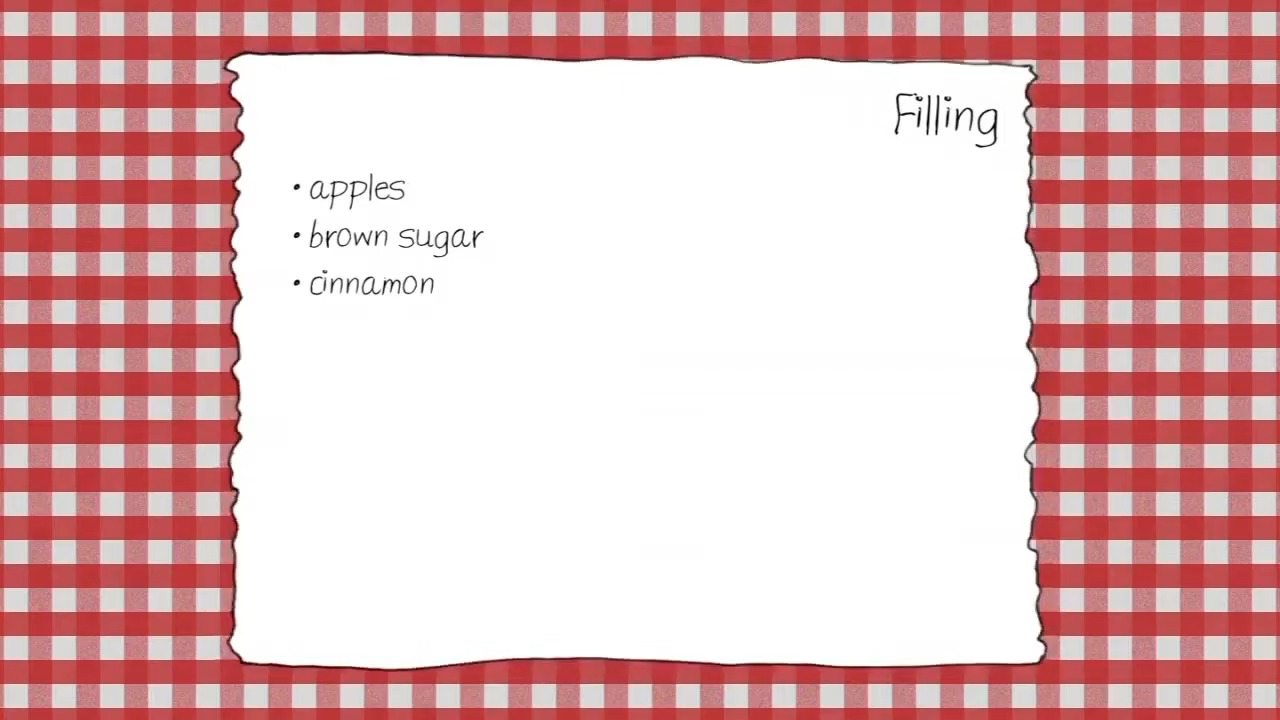 Filling
• apples
• brown sugar
• cinnamon